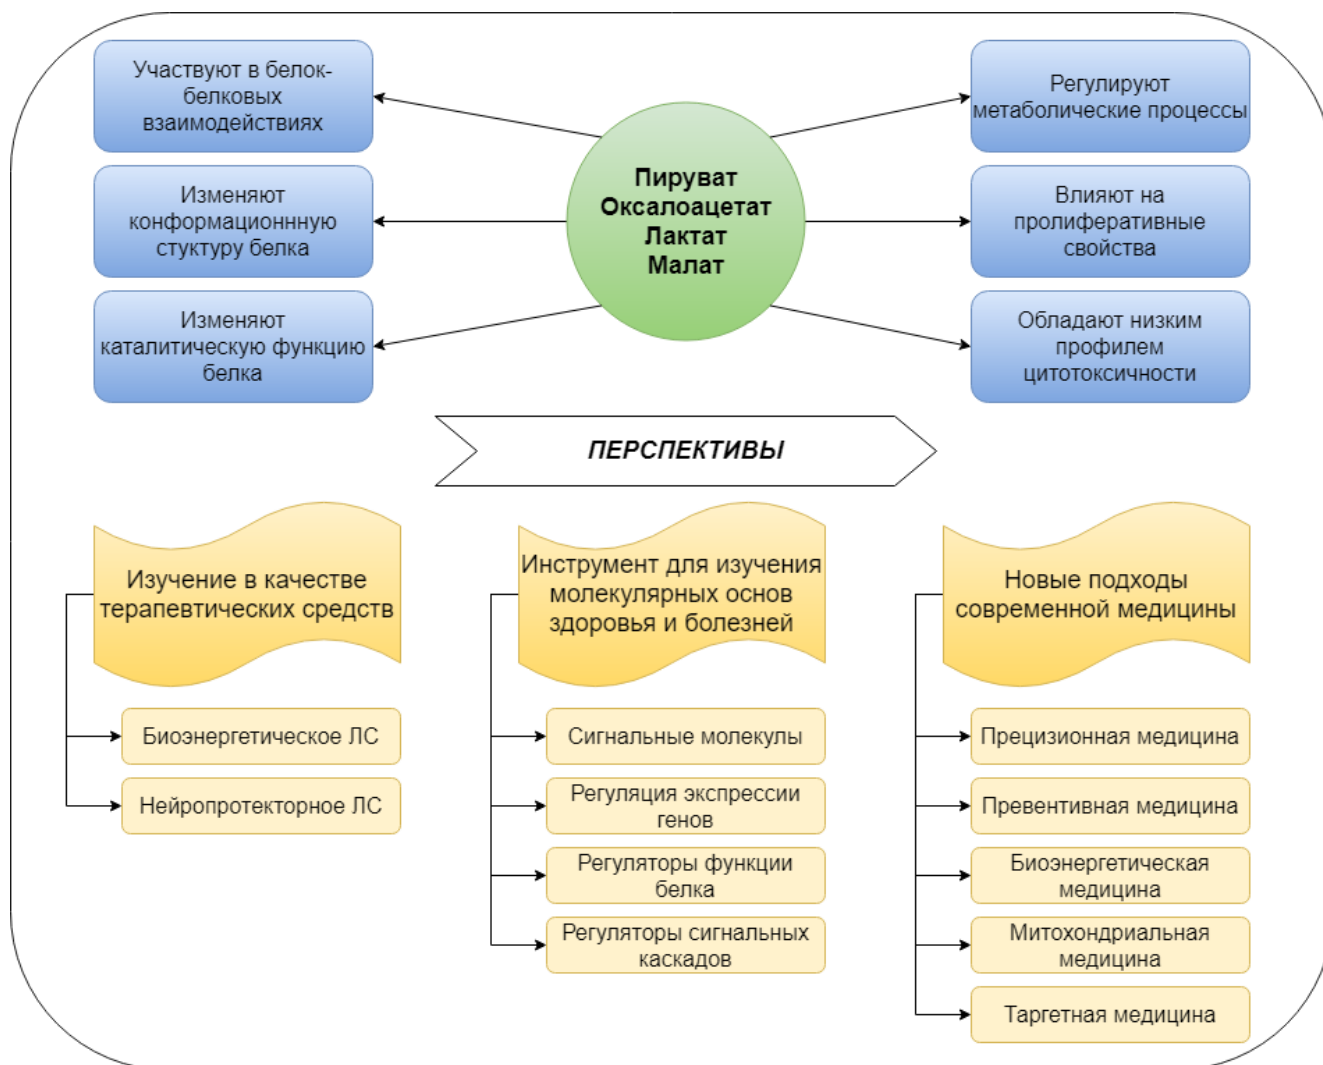 Участвуют в белок-
белковых
взаимодействиях
Изменяют
конформационнную
стуктуру белка
Изменяют
каталитическую функцию
белка
Пируват
Оксалоацетат
Лактат
Малат
Регулируют
метаболические процессы
Влияют на
пролиферативные
свойства
Обладают низким
профилем
цитотоксичности
ПЕРСПЕКТИВЫ
Изучение в качестве
терапевтических средств
Биоэнергетическое ЛС
Нейропротекторное ЛС
Инструмент для изучения
молекулярных основ
здоровья и болезней
Сигнальные молекулы
Регуляция экспрессии
генов
Регуляторы функции
белка
Регуляторы сигнальных
каскадов
Новые подходы
современной медицины
Прецизионная медицина
Превентивная медицина
Биоэнергетическая
медицина
Митохондриальная
медицина
Таргетная медицина